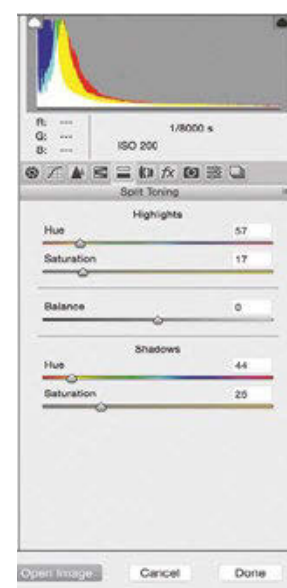 R: ---
G: ---
B: ---
1/8000 s
ISO 200
fx
Split Toning
Highlights
Hue 57
Saturation 17
Balance 0
Shadows
Hue 44
Saturation 25
Open Image Cancel Done